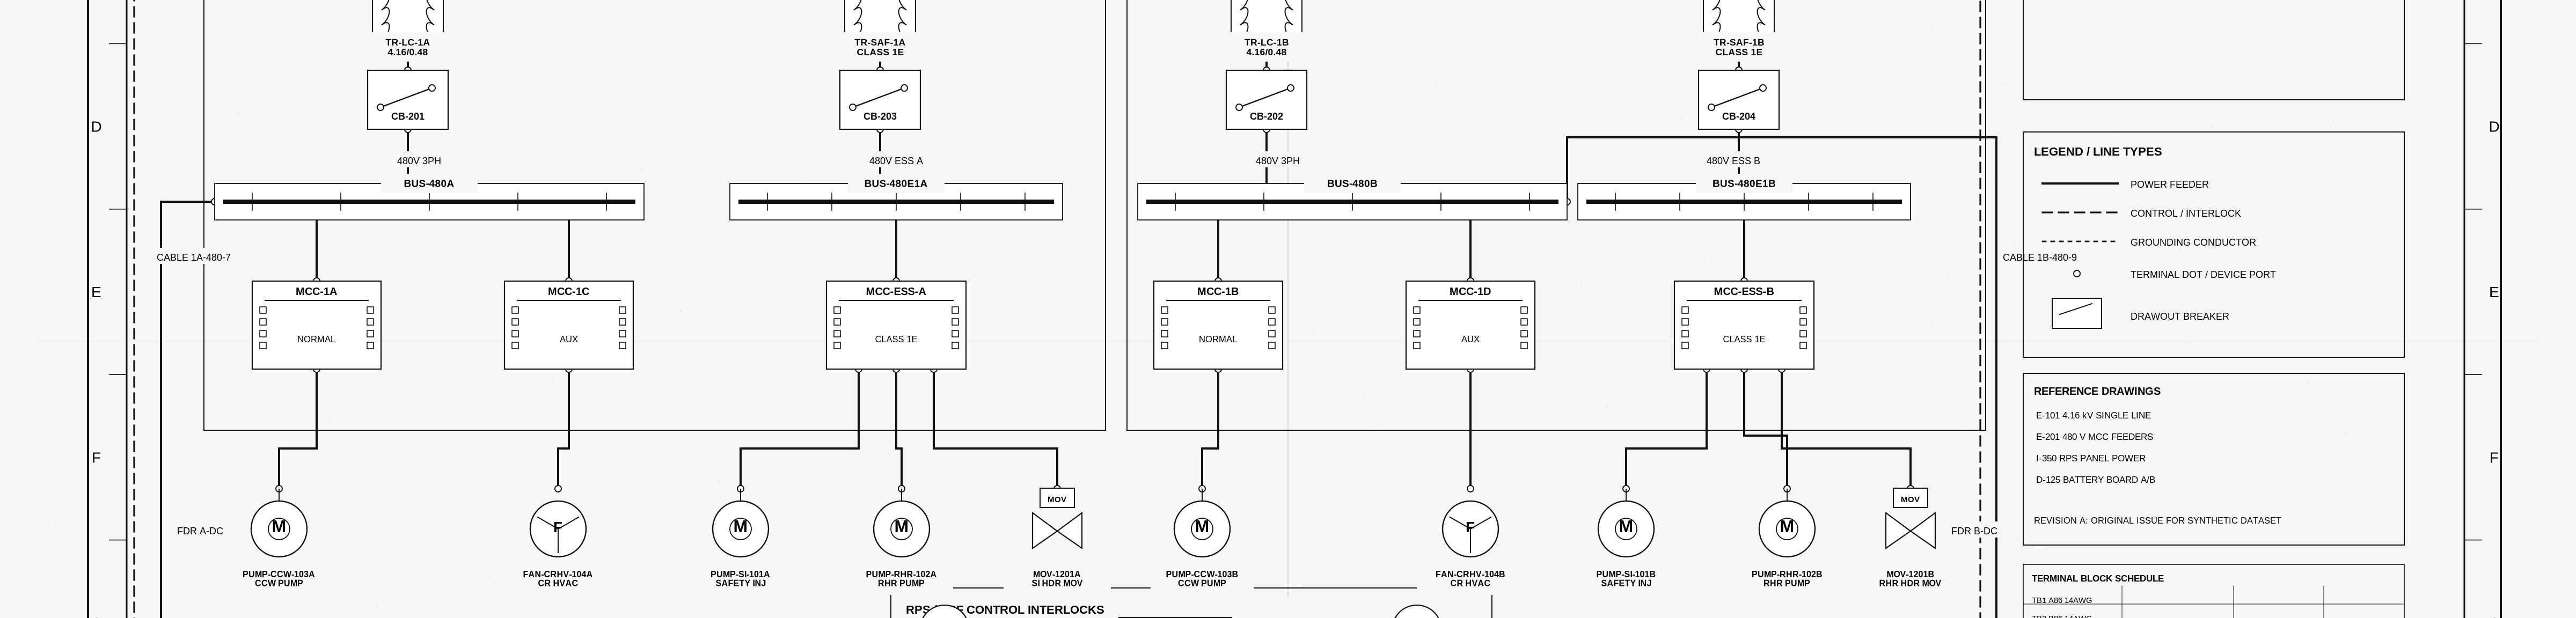 TR-LC-1A
4.16/0.48
TR-SAF-1A
CLASS 1E
TR-LC-1B
4.16/0.48
TR-SAF-1B
CLASS 1E
CB-201
CB-203
CB-202
CB-204
D
D
480V 3PH
480V ESS A
480V 3PH
480V ESS B
BUS-480A
BUS-480E1A
BUS-480B
BUS-480E1B
CABLE 1A-480-7
CABLE 1B-480-9
E
E
MCC-1A
NORMAL
MCC-1C
AUX
MCC-ESS-A
CLASS 1E
MCC-1B
NORMAL
MCC-1D
AUX
MCC-ESS-B
CLASS 1E
F
F
FDR A-DC
M
PUMP-CCW-103A
CCW PUMP
F
FAN-CRHV-104A
CR HVAC
M
PUMP-SI-101A
SAFETY INJ
M
PUMP-RHR-102A
RHR PUMP
MOV
MOV-1201A
SI HDR MOV
M
PUMP-CCW-103B
CCW PUMP
F
FAN-CRHV-104B
CR HVAC
M
PUMP-SI-101B
SAFETY INJ
M
PUMP-RHR-102B
RHR PUMP
MOV
MOV-1201B
RHR HDR MOV
FDR B-DC
CONTROL INTERLOCKS
LEGEND / LINE TYPES
POWER FEEDER
CONTROL / INTERLOCK
GROUNDING CONDUCTOR
TERMINAL DOT / DEVICE PORT
DRAWOUT BREAKER
REFERENCE DRAWINGS
E-101 4.16 kV SINGLE LINE
E-201 480 V MCC FEEDERS
I-350 RPS PANEL POWER
D-125 BATTERY BOARD A/B
REVISION A: ORIGINAL ISSUE FOR SYNTHETIC DATASET
TERMINAL BLOCK SCHEDULE
TB1 A86 14AWG